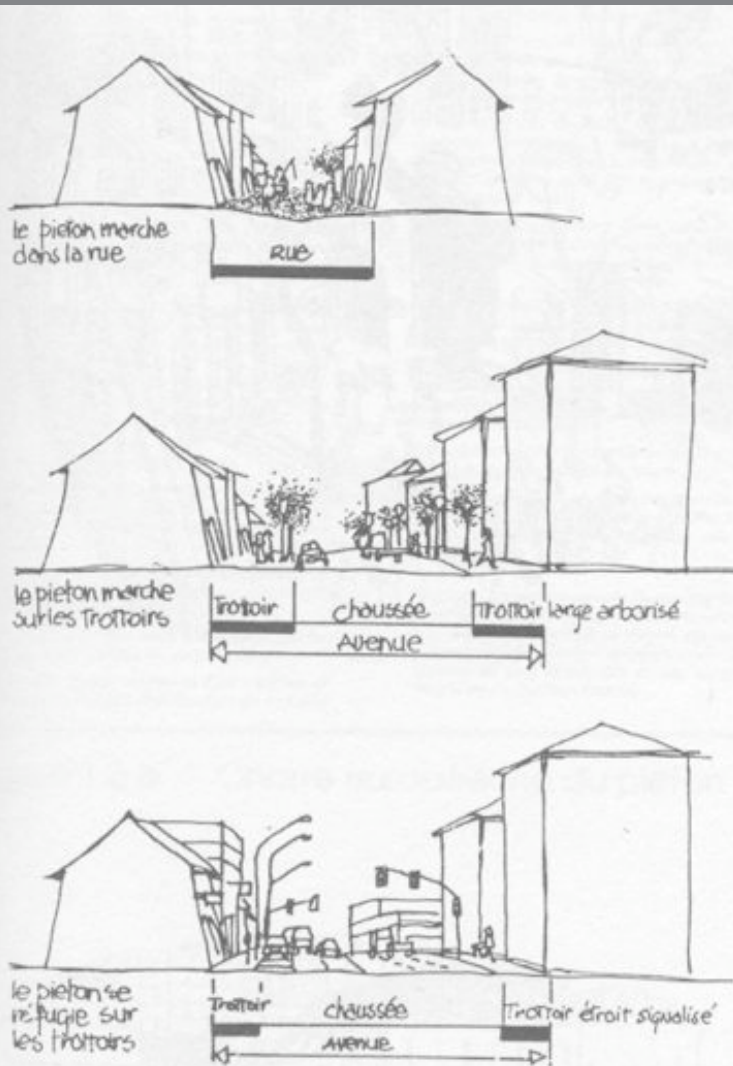 le pieton marche
dans la rue
RUE
le pieton marche
sur les trottoirs
Trottoir
chaussée
Trottoir large arborisé
Avenue
le pieton se
réfugie sur
les trottoirs
Trottoir
chaussée
Trottoir étroit signalisé
Avenue